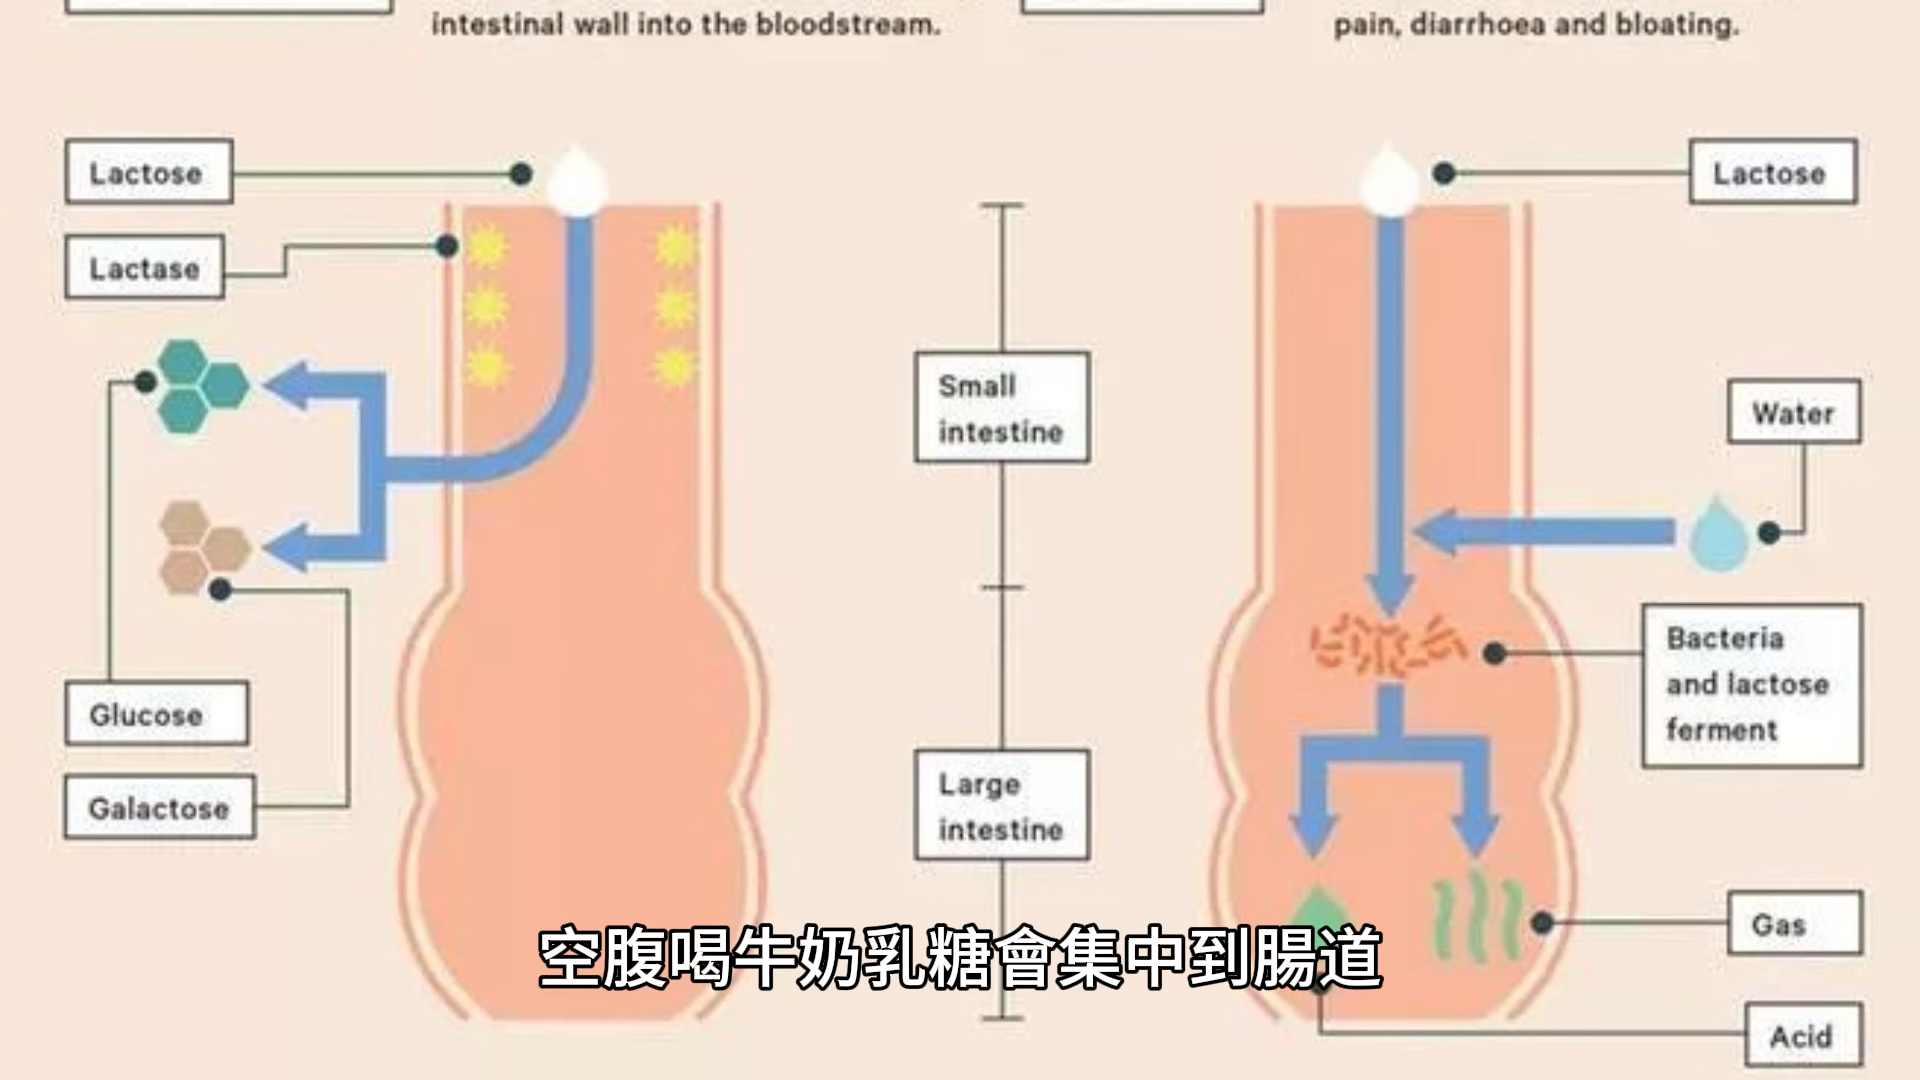 intestinal wall into the bloodstream.
pain, diarrhoea and bloating.
Lactose
Lactase
Glucose
Galactose
Small
intestine
Large
intestine
Lactose
Water
Bacteria
and lactose
ferment
Gas
Acid
空腹喝牛奶乳糖會集中到腸道